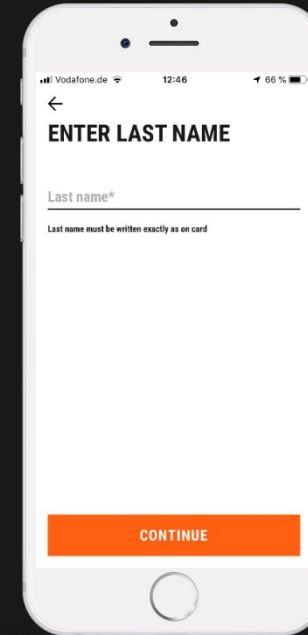 Vodafone.de 12:46 66 %
ENTER LAST NAME
Last name*
Last name must be written exactly as on card
CONTINUE